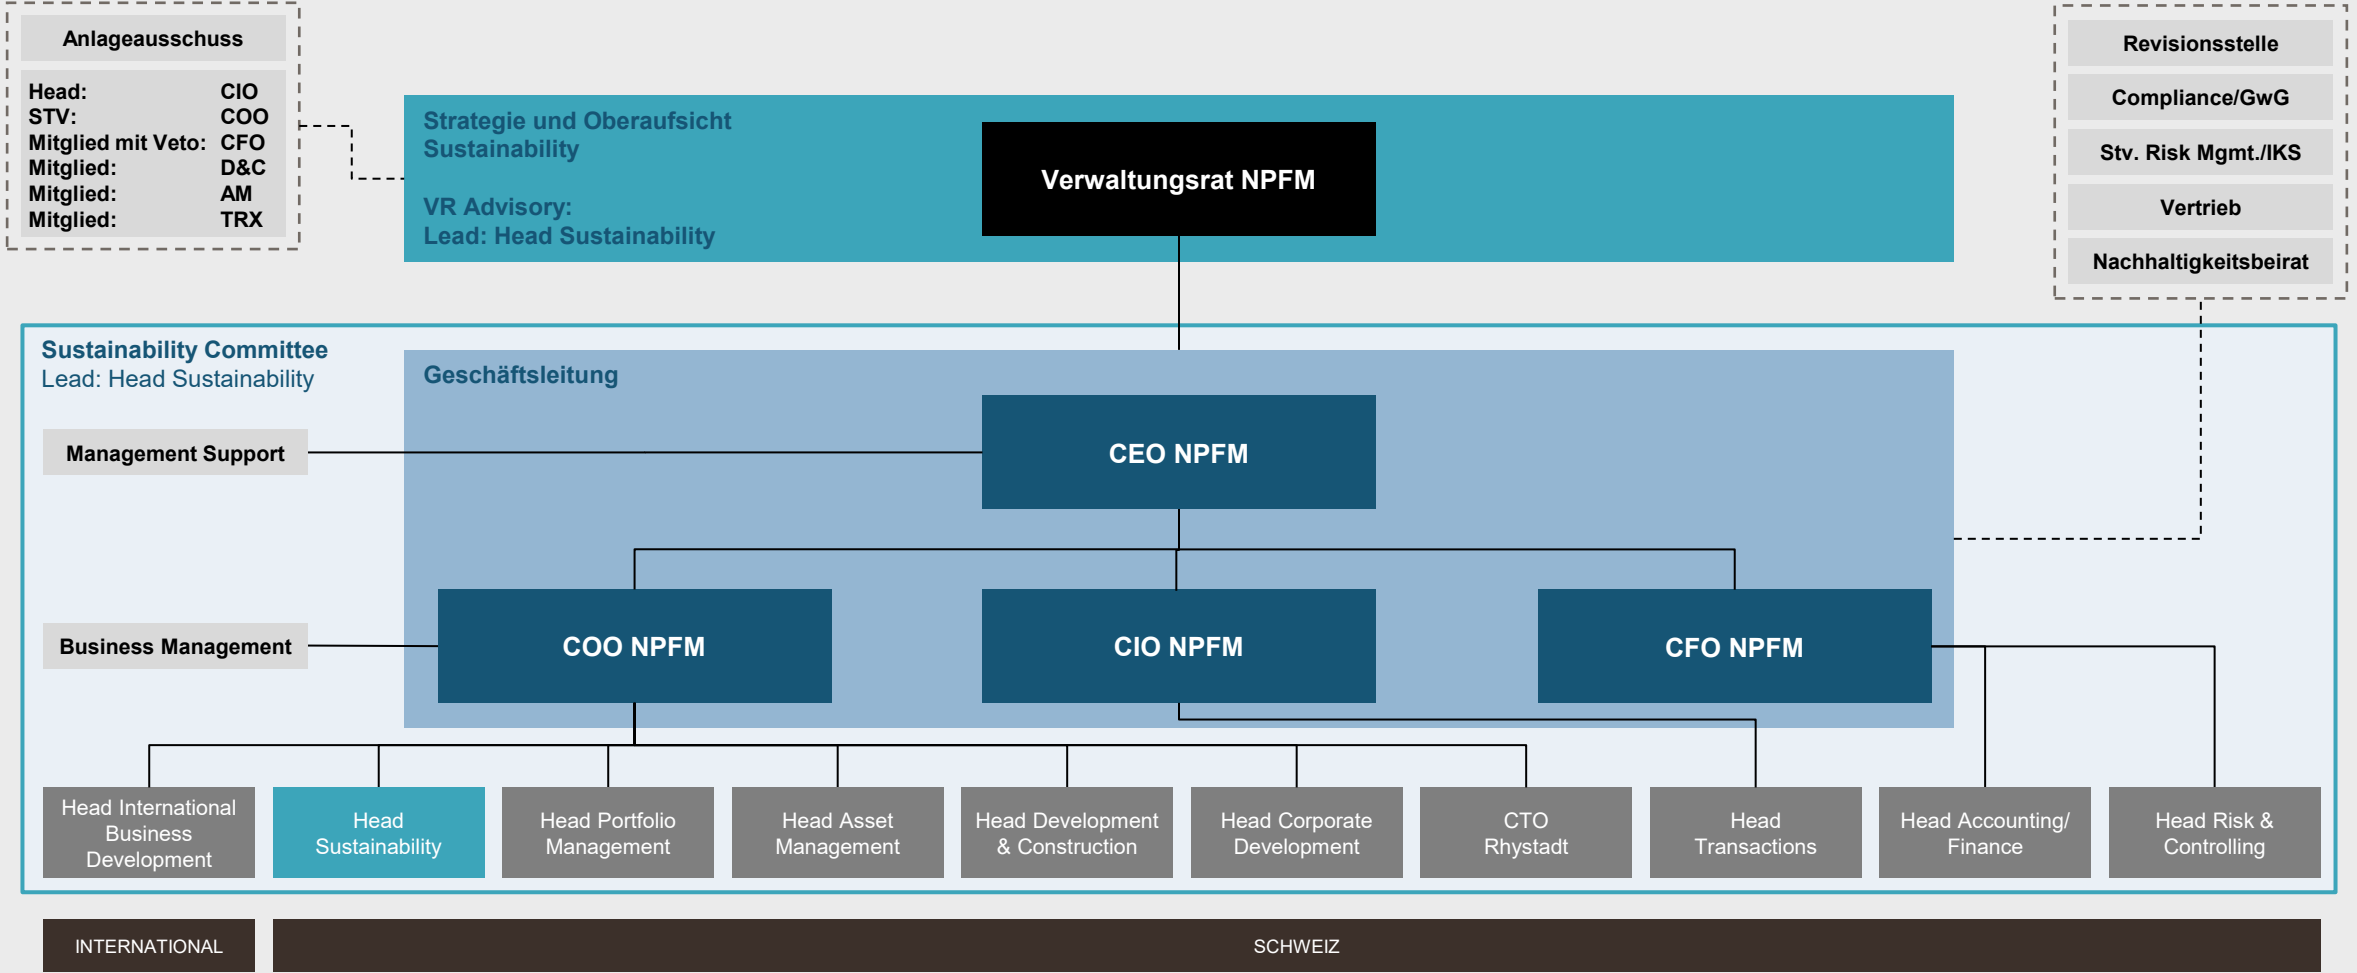 Anlageausschuss
Head: CIO
STV: COO
Mitglied mit Veto: CFO
Mitglied: D&C
Mitglied: AM
Mitglied: TRX
Strategie und Oberaufsicht
Sustainability
VR Advisory:
Lead: Head Sustainability
Verwaltungsrat NPFM
Revisionsstelle
Compliance/GwG
Stv. Risk Mgmt./IKS
Vertrieb
Nachhaltigkeitsbeirat
Sustainability Committee
Lead: Head Sustainability
Geschäftsleitung
Management Support
CEO NPFM
Business Management
COO NPFM
CIO NPFM
CFO NPFM
Head International
Business
Development
Head
Sustainability
Head Portfolio
Management
Head Asset
Management
Head Development
& Construction
Head Corporate
Development
CTO
Rhystadt
Head
Transactions
Head Accounting/
Finance
Head Risk &
Controlling
INTERNATIONAL
SCHWEIZ